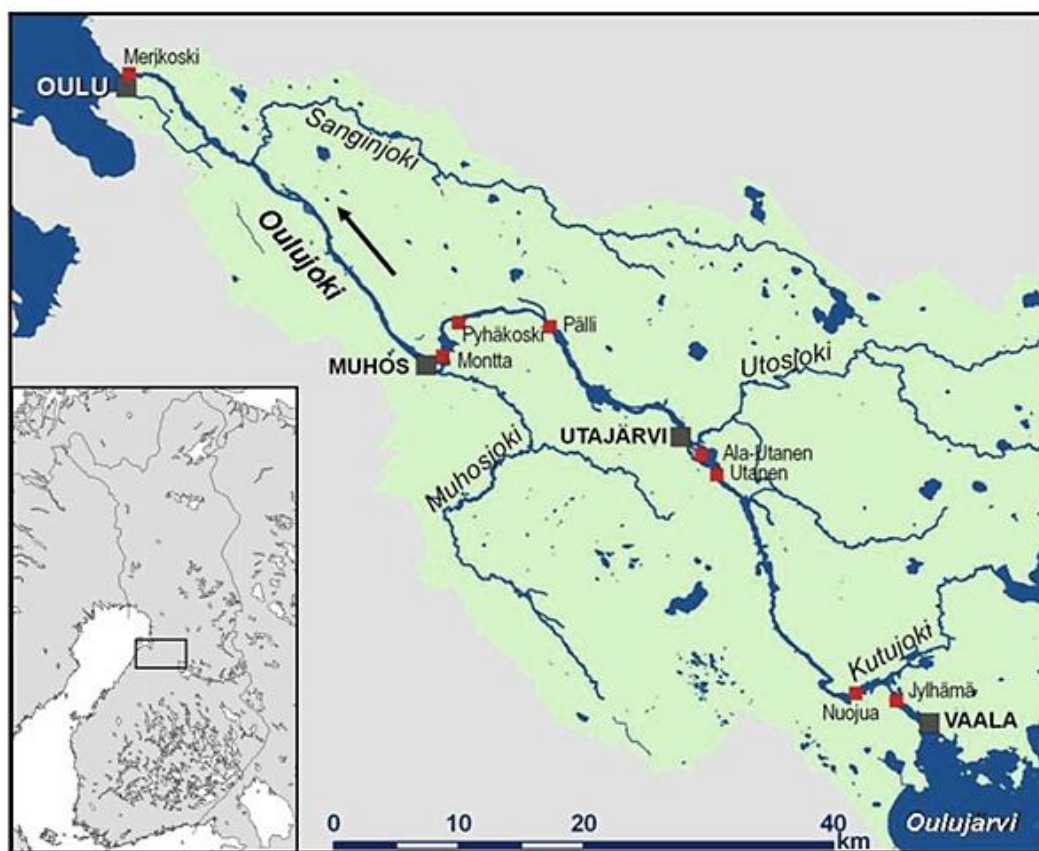 Merikoski
OULU
Sanginjoki
Oulujoki
Pyhäkoski
Pälli
MUHOS
Montta
Utosjoki
UTAJÄRVI
Ala-Utanen
Utanen
Muhosjoki
Kutujoki
Jylhämä
Nuojua
VAALA
Oulujärvi
0 10 20 40
km